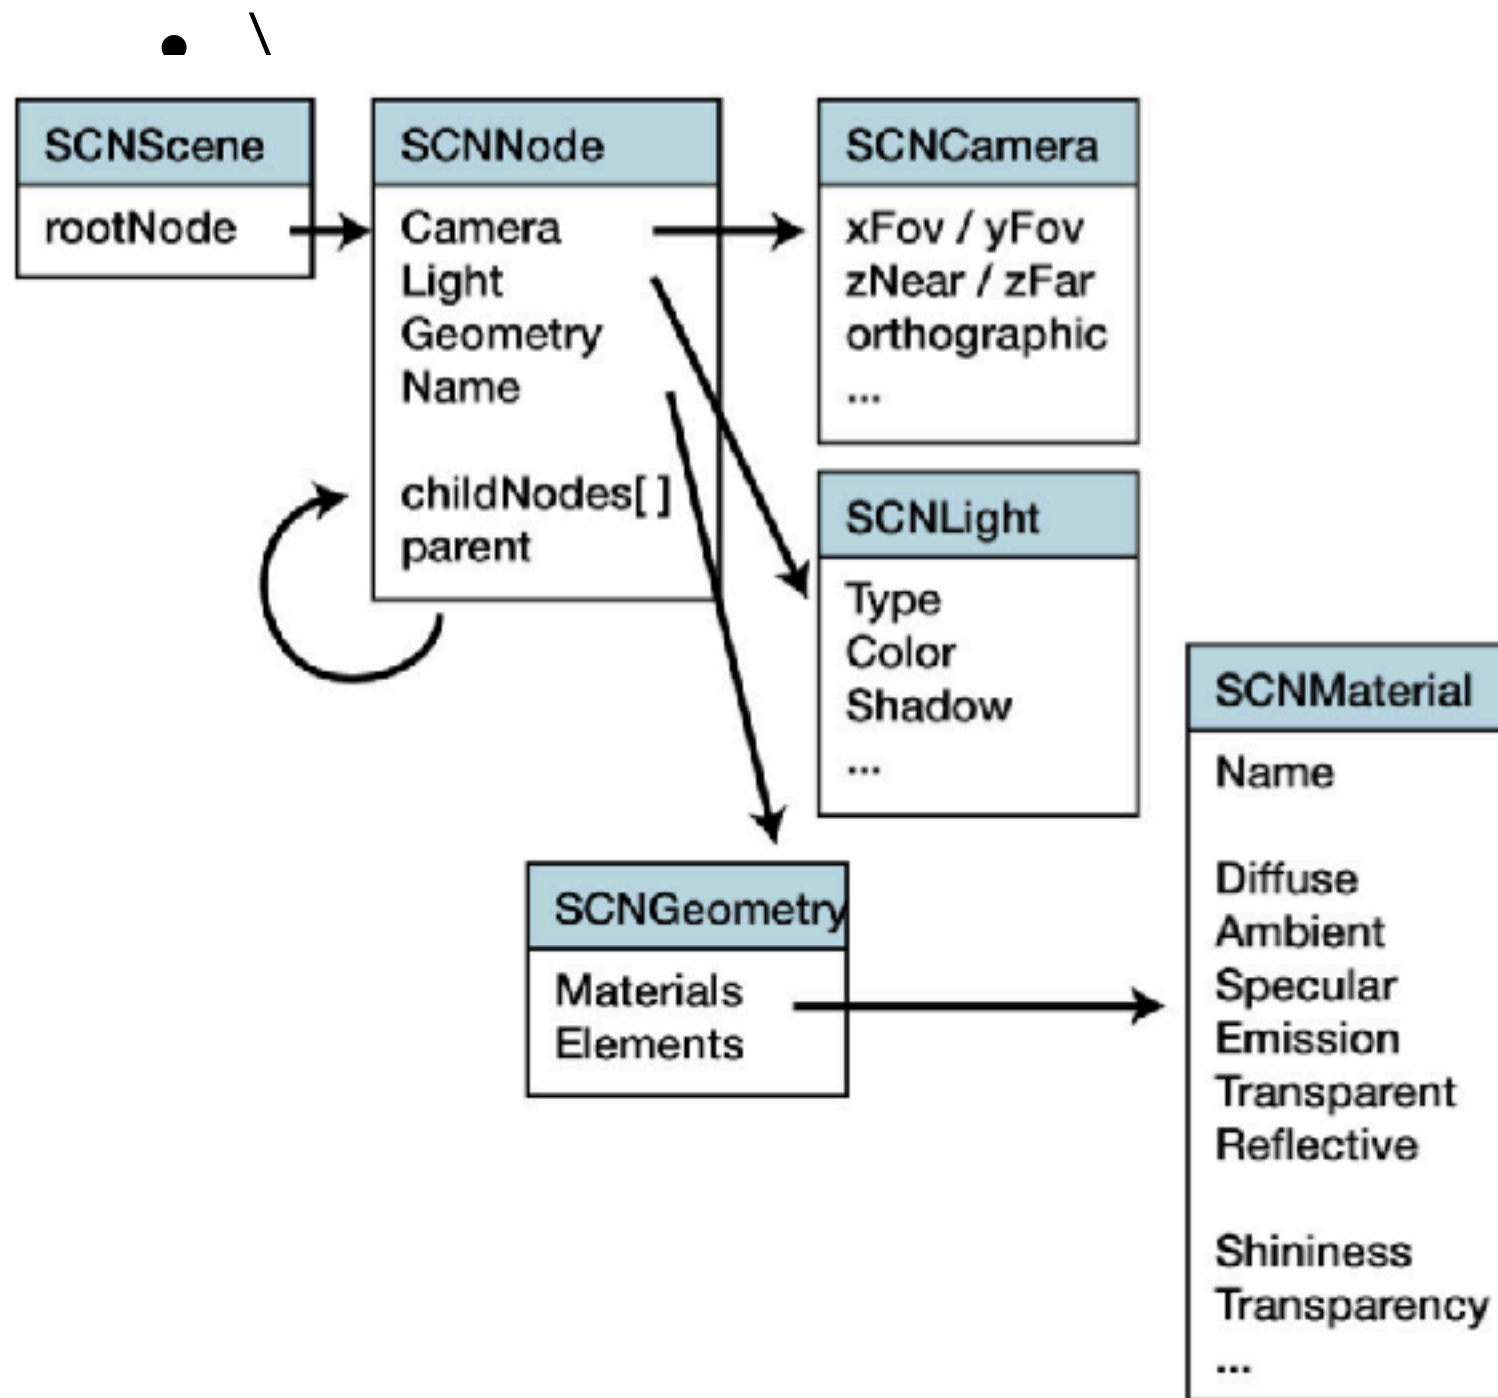 • \
SCNScene
rootNode
SCNNode
Camera
Light
Geometry
Name
childNodes[ ]
parent
SCNCamera
xFov / yFov
zNear / zFar
orthographic
...
SCNLight
Type
Color
Shadow
...
SCNGeometry
Materials
Elements
SCNMaterial
Name
Diffuse
Ambient
Specular
Emission
Transparent
Reflective
Shininess
Transparency
...